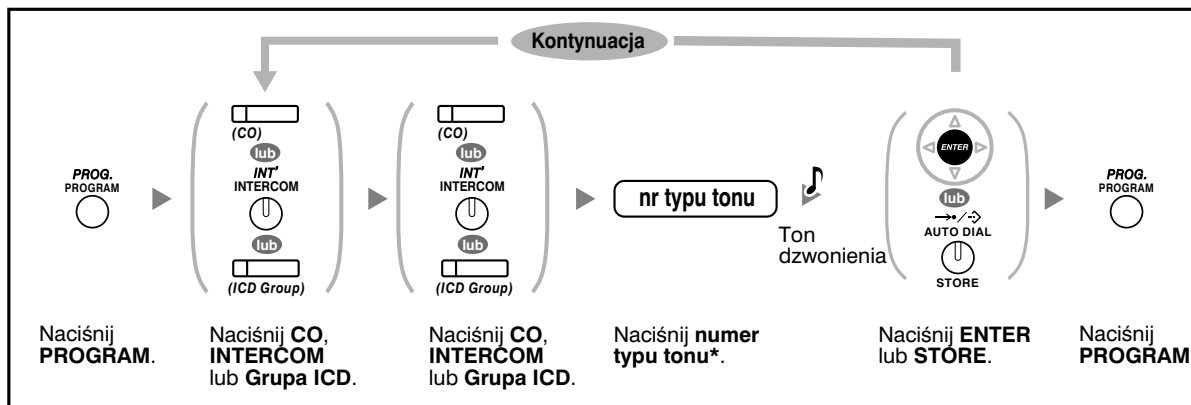 Kontynuacja
PROG.
PROGRAM
(CO)
lub
INT'
INTERCOM
lub
(ICD Group)
(CO)
lub
INT'
INTERCOM
lub
(ICD Group)
nr typu tonu
Ton
dzwonienia
ENTER
lub
AUTO DIAL
STORE
PROG.
PROGRAM
Naciśnij
PROGRAM.
Naciśnij CO,
INTERCOM
lub Grupa ICD.
Naciśnij CO,
INTERCOM
lub Grupa ICD.
Naciśnij numer
typu tonu*.
Naciśnij ENTER
lub STORE.
Naciśnij
PROGRAM